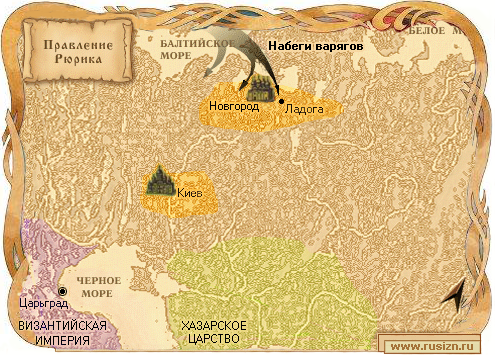 Правление
Рюрика
БАЛТИЙСКОЕ
МОРЕ
Набеги варягов
БЕЛОЕ
МОРЕ
Новгород
Ладога
Киев
ЧЕРНОЕ
МОРЕ
Царьград
ВИЗАНТИЙСКАЯ
ИМПЕРИЯ
ХАЗАРСКОЕ
ЦАРСТВО
www.rusizn.ru